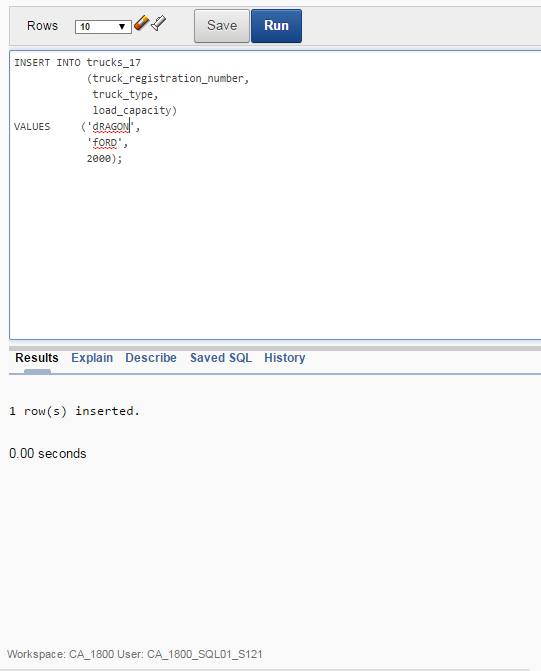 Rows 10 Save Run
INSERT INTO trucks_17
(truck_registration_number,
truck_type,
load_capacity)
VALUES ('dRAGON',
'fORD',
2000);
Results Explain Describe Saved SQL History
1 row(s) inserted.
0.00 seconds
Workspace: CA_1800 User: CA_1800_SQL01_S121